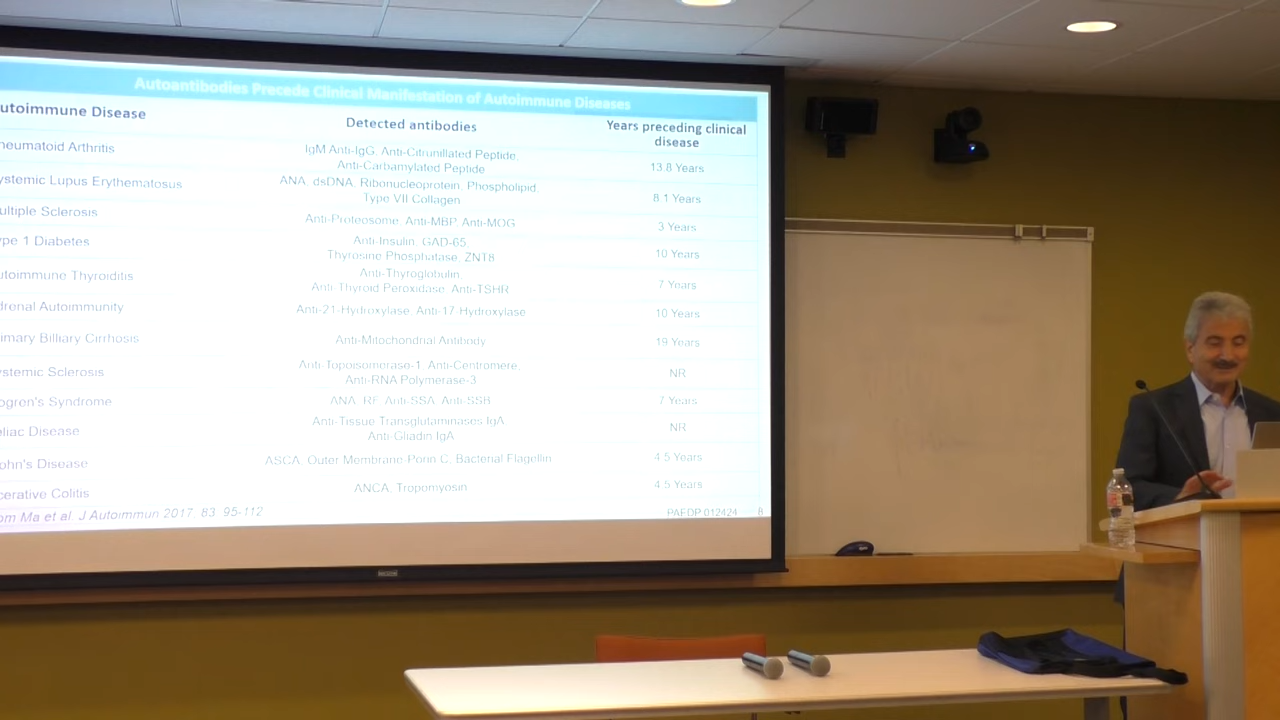 Autoantibodies Precede Clinical Manifestation of Autoimmune Diseases
utoimmune Disease
Detected antibodies
Years preceding clinical
disease
heumatoid Arthritis
IgM Anti-IgG, Anti-Citrunillated Peptide,
Anti-Carbamylated Peptide
13.8 Years
ystemic Lupus Erythematosus
ANA, dsDNA, Ribonucleoprotein, Phospholipid,
Type VII Collagen
8.1 Years
ultiple Sclerosis
Anti-Proteosome, Anti-MBP, Anti-MOG
3 Years
ype 1 Diabetes
Anti-Insulin, GAD-65,
Thyrosine Phosphatase, ZNT8
10 Years
utoimmune Thyroiditis
Anti-Thyroglobulin,
Anti-Thyroid Peroxidase, Anti-TSHR
7 Years
drenal Autoimmunity
Anti-21-Hydroxylase, Anti-17-Hydroxylase
10 Years
imary Billiary Cirrhosis
Anti-Mitochondrial Antibody
19 Years
ystemic Sclerosis
Anti-Topoisomerase-1, Anti-Centromere,
Anti-RNA Polymerase-3
NR
ogren's Syndrome
ANA, RF, Anti-SSA, Anti-SSB
7 Years
eliac Disease
Anti-Tissue Transglutaminases IgA
Anti-Gliadin IgA
NR
ohn's Disease
ASCA, Outer Membrane-Porin C, Bacterial Flagellin
4.5 Years
cerative Colitis
ANCA, Tropomyosin
4.5 Years
om Ma et al. J Autoimmun 2017. 83. 95-112
PAEDP 012424 8